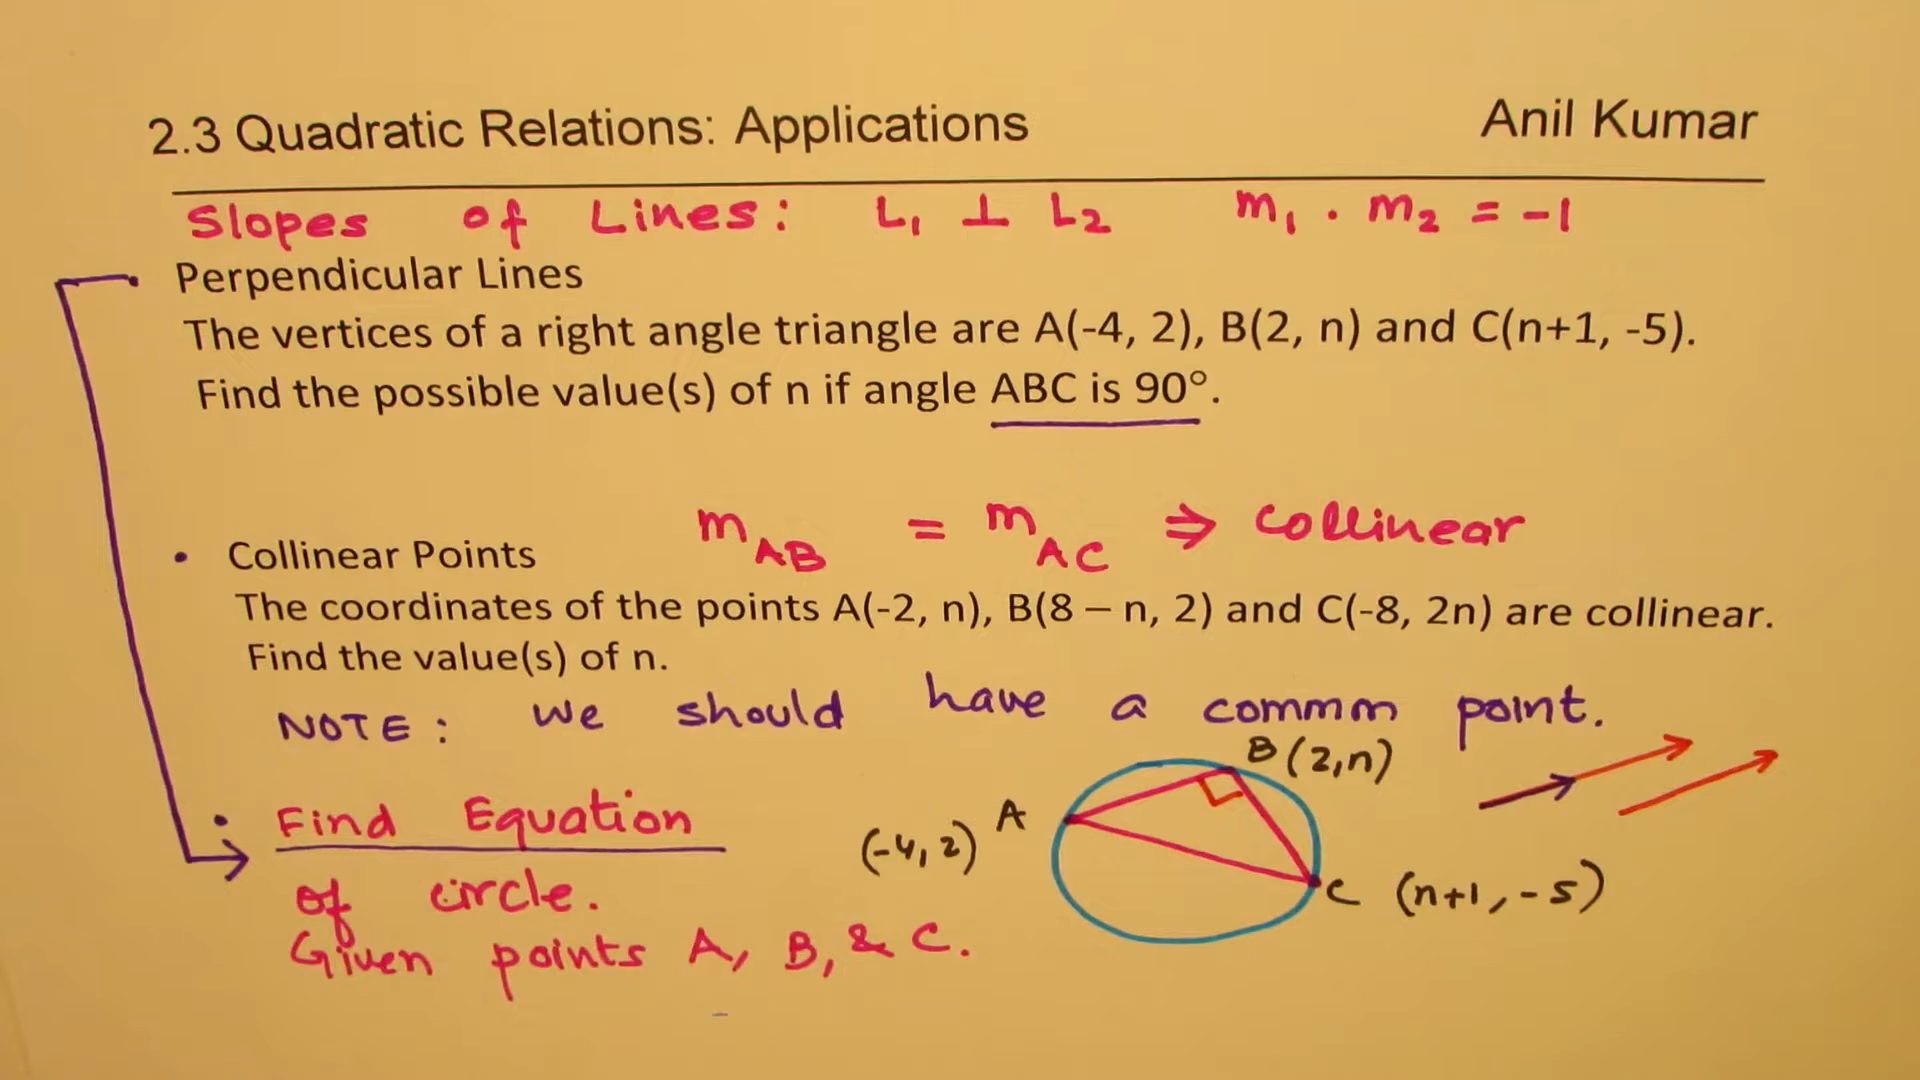 2.3 Quadratic Relations: Applications Anil Kumar
Slopes of Lines: L₁ ⊥ L₂ m₁ . m₂ = -1
• Perpendicular Lines
The vertices of a right angle triangle are A(-4, 2), B(2, n) and C(n+1, -5).
Find the possible value(s) of n if angle ABC is 90°.
m AB = m AC ⇒ collinear
• Collinear Points
The coordinates of the points A(-2, n), B(8 – n, 2) and C(-8, 2n) are collinear.
Find the value(s) of n.
NOTE: We should have a common point.
B (2,n)
Find Equation
A
(-4, 2)
of circle.
C (n+1, -5)
Given points A, B, & C.